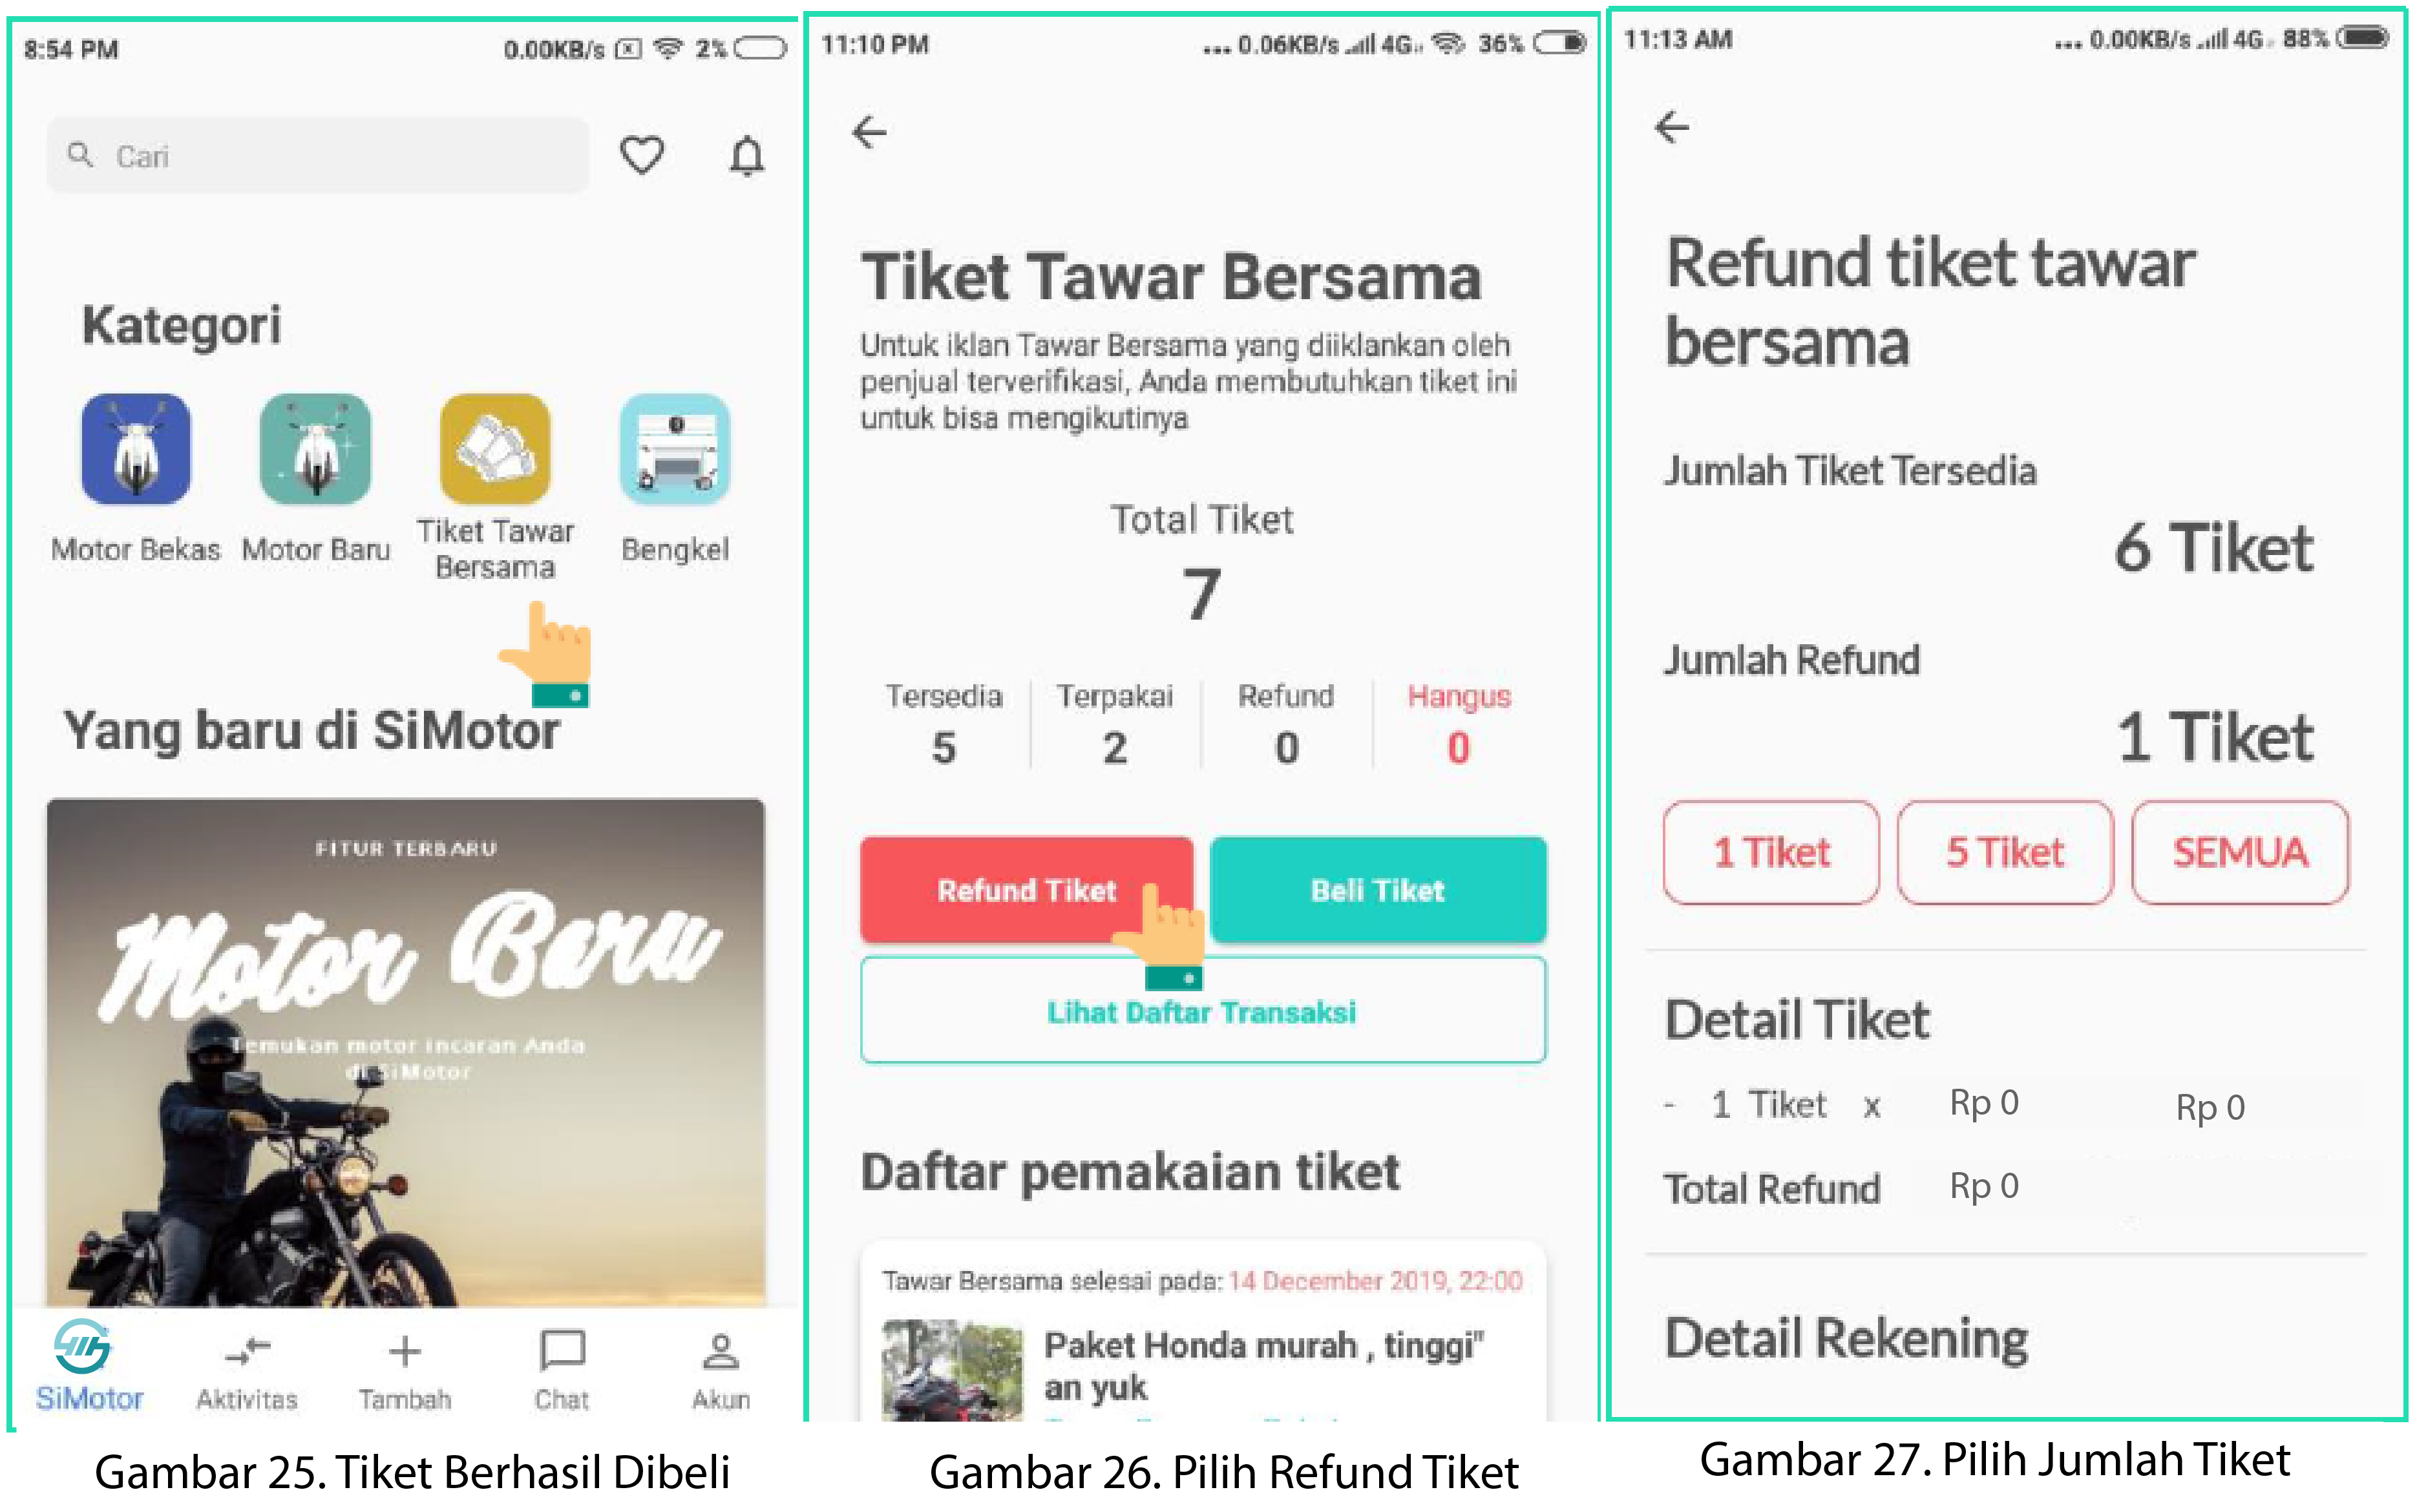 8:54 PM
0.00KB/s 2%
Cari
Kategori
Motor Bekas
Motor Baru
Tiket Tawar
Bersama
Bengkel
Yang baru di SiMotor
FITUR TERBARU
Motor Baru
Temukan motor incaran Anda
di SiMotor
SiMotor
Aktivitas
Tambah
Chat
Akun
Gambar 25. Tiket Berhasil Dibeli
11:10 PM
... 0.06KB/s 4G 36%
Tiket Tawar Bersama
Untuk iklan Tawar Bersama yang diiklankan oleh
penjual terverifikasi, Anda membutuhkan tiket ini
untuk bisa mengikutinya
Total Tiket
7
Tersedia Terpakai Refund Hangus
5 2 0 0
Refund Tiket
Beli Tiket
Lihat Daftar Transaksi
Daftar pemakaian tiket
Tawar Bersama selesai pada: 14 December 2019, 22:00
Paket Honda murah , tinggi"
an yuk
Gambar 26. Pilih Refund Tiket
11:13 AM
... 0.00KB/s 4G 88%
Refund tiket tawar
bersama
Jumlah Tiket Tersedia
6 Tiket
Jumlah Refund
1 Tiket
1 Tiket
5 Tiket
SEMUA
Detail Tiket
- 1 Tiket x Rp 0 Rp 0
Total Refund Rp 0
Detail Rekening
Gambar 27. Pilih Jumlah Tiket